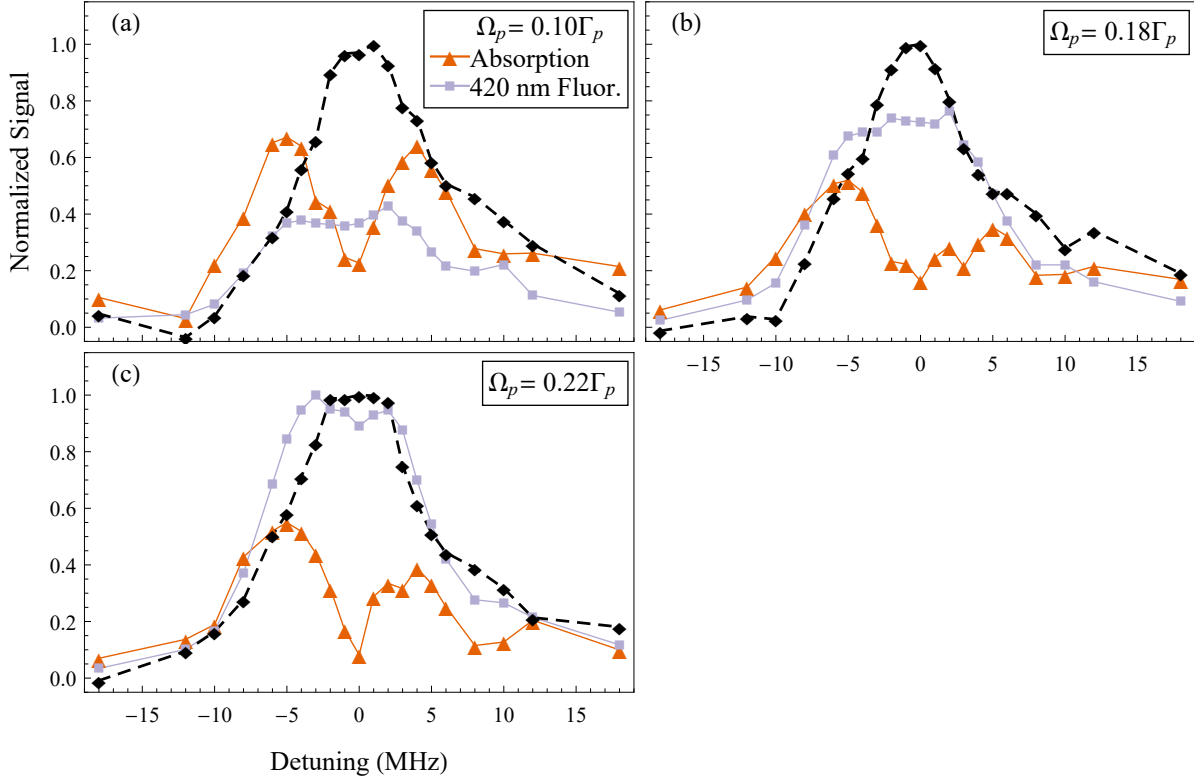 (a)
Ωp = 0.10Γp
Absorption
420 nm Fluor.
(b)
Ωp = 0.18Γp
1.0
0.8
0.6
0.4
0.2
0.0
Normalized Signal
−15 −10 −5 0 5 10 15
(c)
Ωp = 0.22Γp
1.0
0.8
0.6
0.4
0.2
0.0
−15 −10 −5 0 5 10 15
Detuning (MHz)